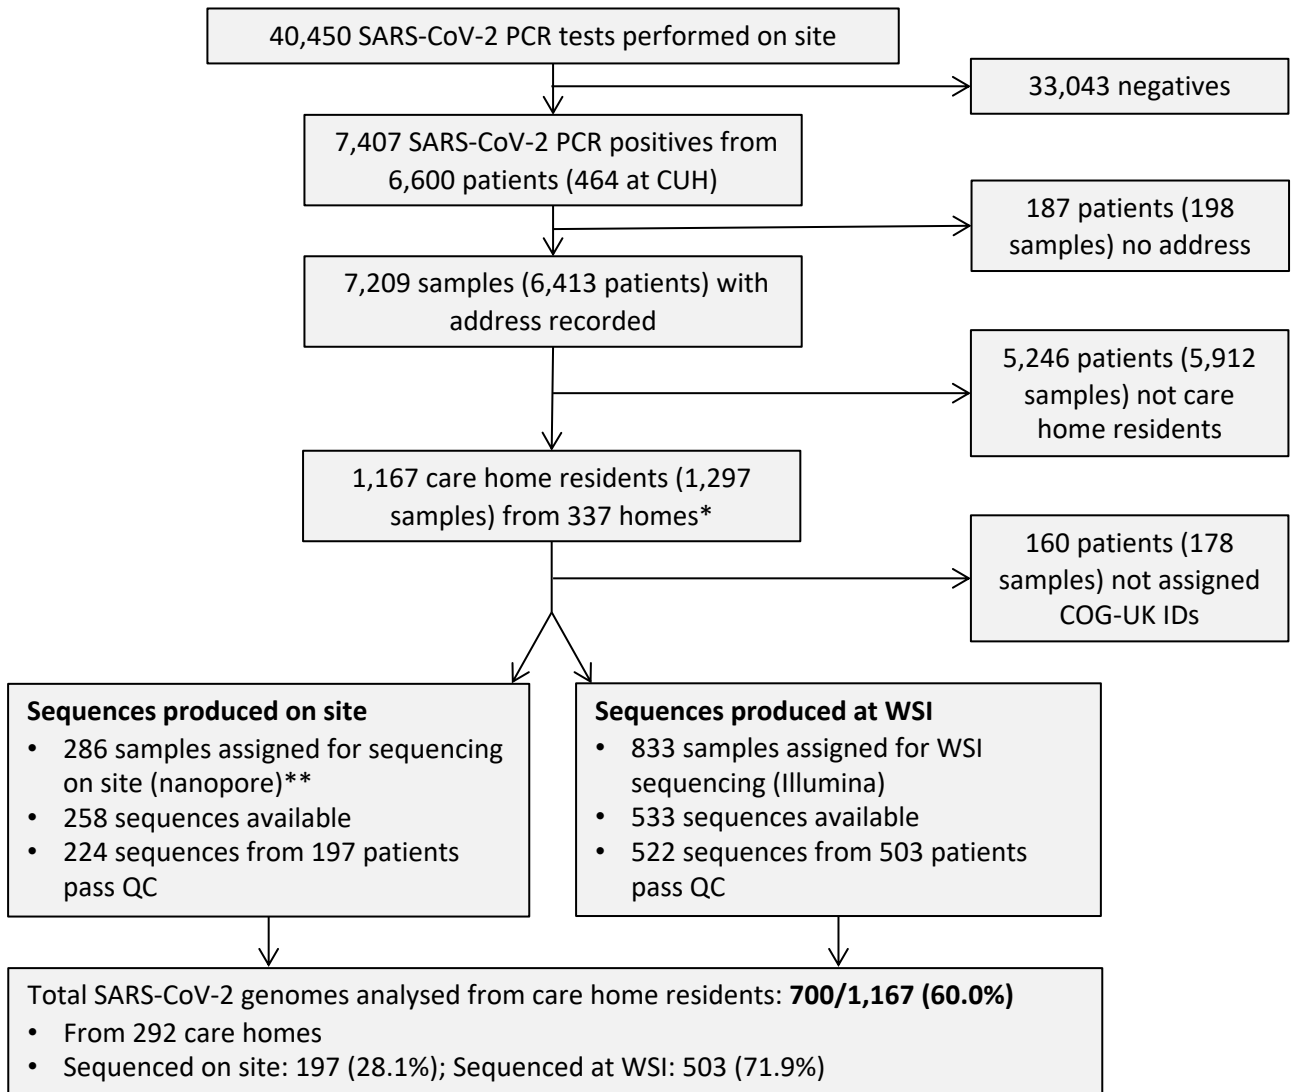 40,450 SARS-CoV-2 PCR tests performed on site
33,043 negatives
7,407 SARS-CoV-2 PCR positives from
6,600 patients (464 at CUH)
187 patients (198
samples) no address
7,209 samples (6,413 patients) with
address recorded
5,246 patients (5,912
samples) not care
home residents
1,167 care home residents (1,297
samples) from 337 homes*
160 patients (178
samples) not assigned
COG-UK IDs
Sequences produced on site
• 286 samples assigned for sequencing
on site (nanopore)**
• 258 sequences available
• 224 sequences from 197 patients
pass QC
Sequences produced at WSI
• 833 samples assigned for WSI
sequencing (Illumina)
• 533 sequences available
• 522 sequences from 503 patients
pass QC
Total SARS-CoV-2 genomes analysed from care home residents: 700/1,167 (60.0%)
• From 292 care homes
• Sequenced on site: 197 (28.1%); Sequenced at WSI: 503 (71.9%)